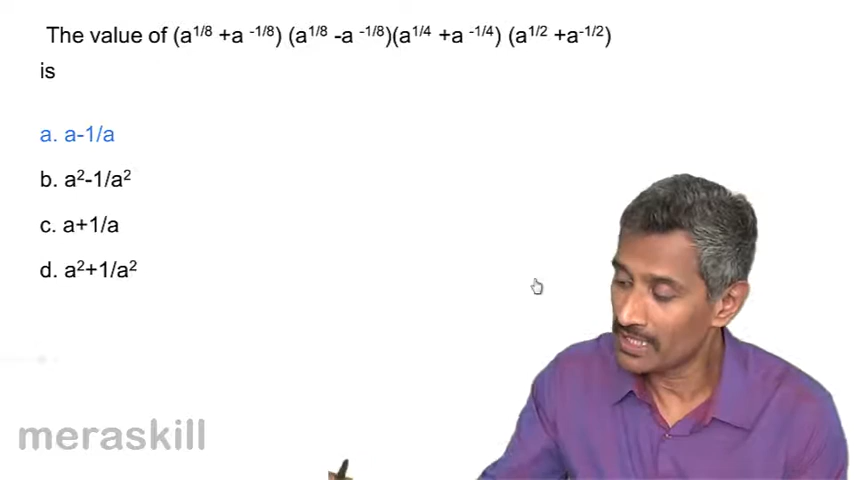 The value of (a^1/8 +a ^-1/8) (a^1/8 -a ^-1/8)(a^1/4 +a ^-1/4) (a^1/2 +a^-1/2)
is
a. a-1/a
b. a²-1/a²
c. a+1/a
d. a²+1/a²
meraskill